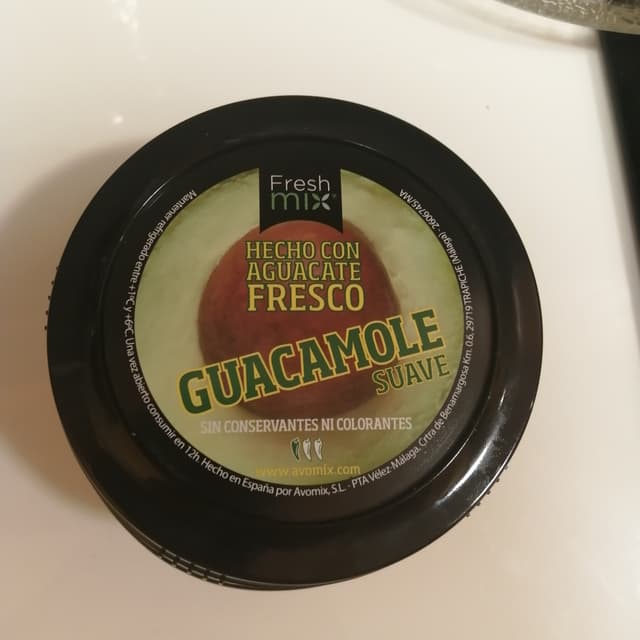 Fresh
mix
HECHO CON
AGUACATE
FRESCO
GUACAMOLE
SUAVE
SIN CONSERVANTES NI COLORANTES
www.avomix.com
Mantener refrigerado entre +1ºC y +6ºC. Una vez abierto consumir en 12h Hecho en España por Avomix, S.L. - PTA Vélez-Málaga. Crtra de Benamargosa Km. 0.6. 29719 TRAPICHE (Málaga) · 2606745/MA